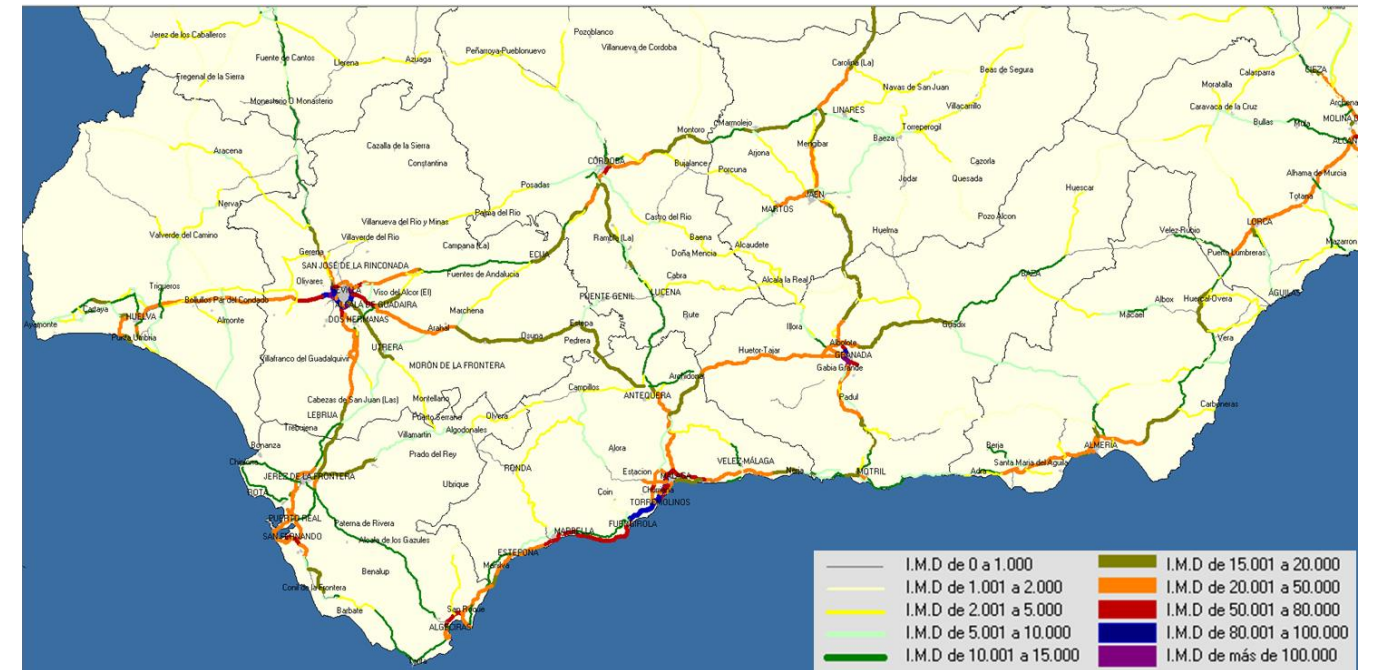 Jerez de los Caballeros
Fuente de Cantos
Llerena
Azuaga
Peñarroya-Pueblonuevo
Pozoblanco
Villanueva de Cordoba
Carolina (La)
Beas de Segura
Calasparra
CIEZA
Fregenal de la Sierra
Navas de San Juan
Moratalla
Monesterio O Monasterio
Villacarrillo
Caravaca de la Cruz
LINARES
Marmolejo
Montoro
Torreperogil
Bullas
Mula
Baeza
Mengibar
Cazalla de la Sierra
Constantina
Aracena
CÓRDOBA
Bujalance
Arjona
Porcuna
Cazorla
Quesada
Jodar
Alhama de Murcia
Posadas
Huescar
Totana
Nerva
JAEN
MARTOS
Palma del Rio
Villanueva del Rio y Minas
Castro del Rio
Pozo Alcon
LORCA
Valverde del Camino
Villaverde del Rio
Campana (La)
Rambla (La)
Baena
Alcaudete
Huelma
Velez-Rubio
Mazarron
Gerena
ECIJA
Doña Mencia
Puerto Lumbreras
SAN JOSÉ DE LA RINCONADA
Fuentes de Andalucia
Cabra
BAZA
Trigueros
Olivares
Viso del Alcor (El)
LUCENA
Alcala la Real
ÁGUILAS
Bollullos Par del Condado
ALCALA DE GUADAIRA
PUENTE GENIL
Albox
Huercal-Overa
Cartaya
HUELVA
Almonte
DOS HERMANAS
Marchena
Rute
Macael
Ayamonte
Arahal
Estepa
Illora
Guadix
Punta Umbria
Osuna
Pedrera
Albolote
Vera
UTRERA
Huetor-Tajar
GRANADA
Villafranco del Guadalquivir
MORÓN DE LA FRONTERA
Gabia Grande
Archidona
Campillos
ANTEQUERA
Padul
Cabezas de San Juan (Las)
Montellano
Carboneras
LEBRIJA
Puerto Serrano
Olvera
Trebujena
Villamartin
Algodonales
Bonanza
Alora
Berja
ALMERÍA
Prado del Rey
Chipiona
RONDA
Estacion
VELEZ-MÁLAGA
Santa Maria del Aguila
JEREZ DE LA FRONTERA
MALAGA
Nerja
MOTRIL
Adra
Ubrique
Coin
Churriana
ROTA
TORREMOLINOS
PUERTO REAL
Paterna de Rivera
FUENGIROLA
SAN FERNANDO
Alcala de los Gazules
MARBELLA
ESTEPONA
Benalup
Manilva
Conil de la Frontera
Barbate
San Roque
ALGECIRAS
Tarifa
I.M.D de 0 a 1.000
I.M.D de 1.001 a 2.000
I.M.D de 2.001 a 5.000
I.M.D de 5.001 a 10.000
I.M.D de 10.001 a 15.000
I.M.D de 15.001 a 20.000
I.M.D de 20.001 a 50.000
I.M.D de 50.001 a 80.000
I.M.D de 80.001 a 100.000
I.M.D de más de 100.000